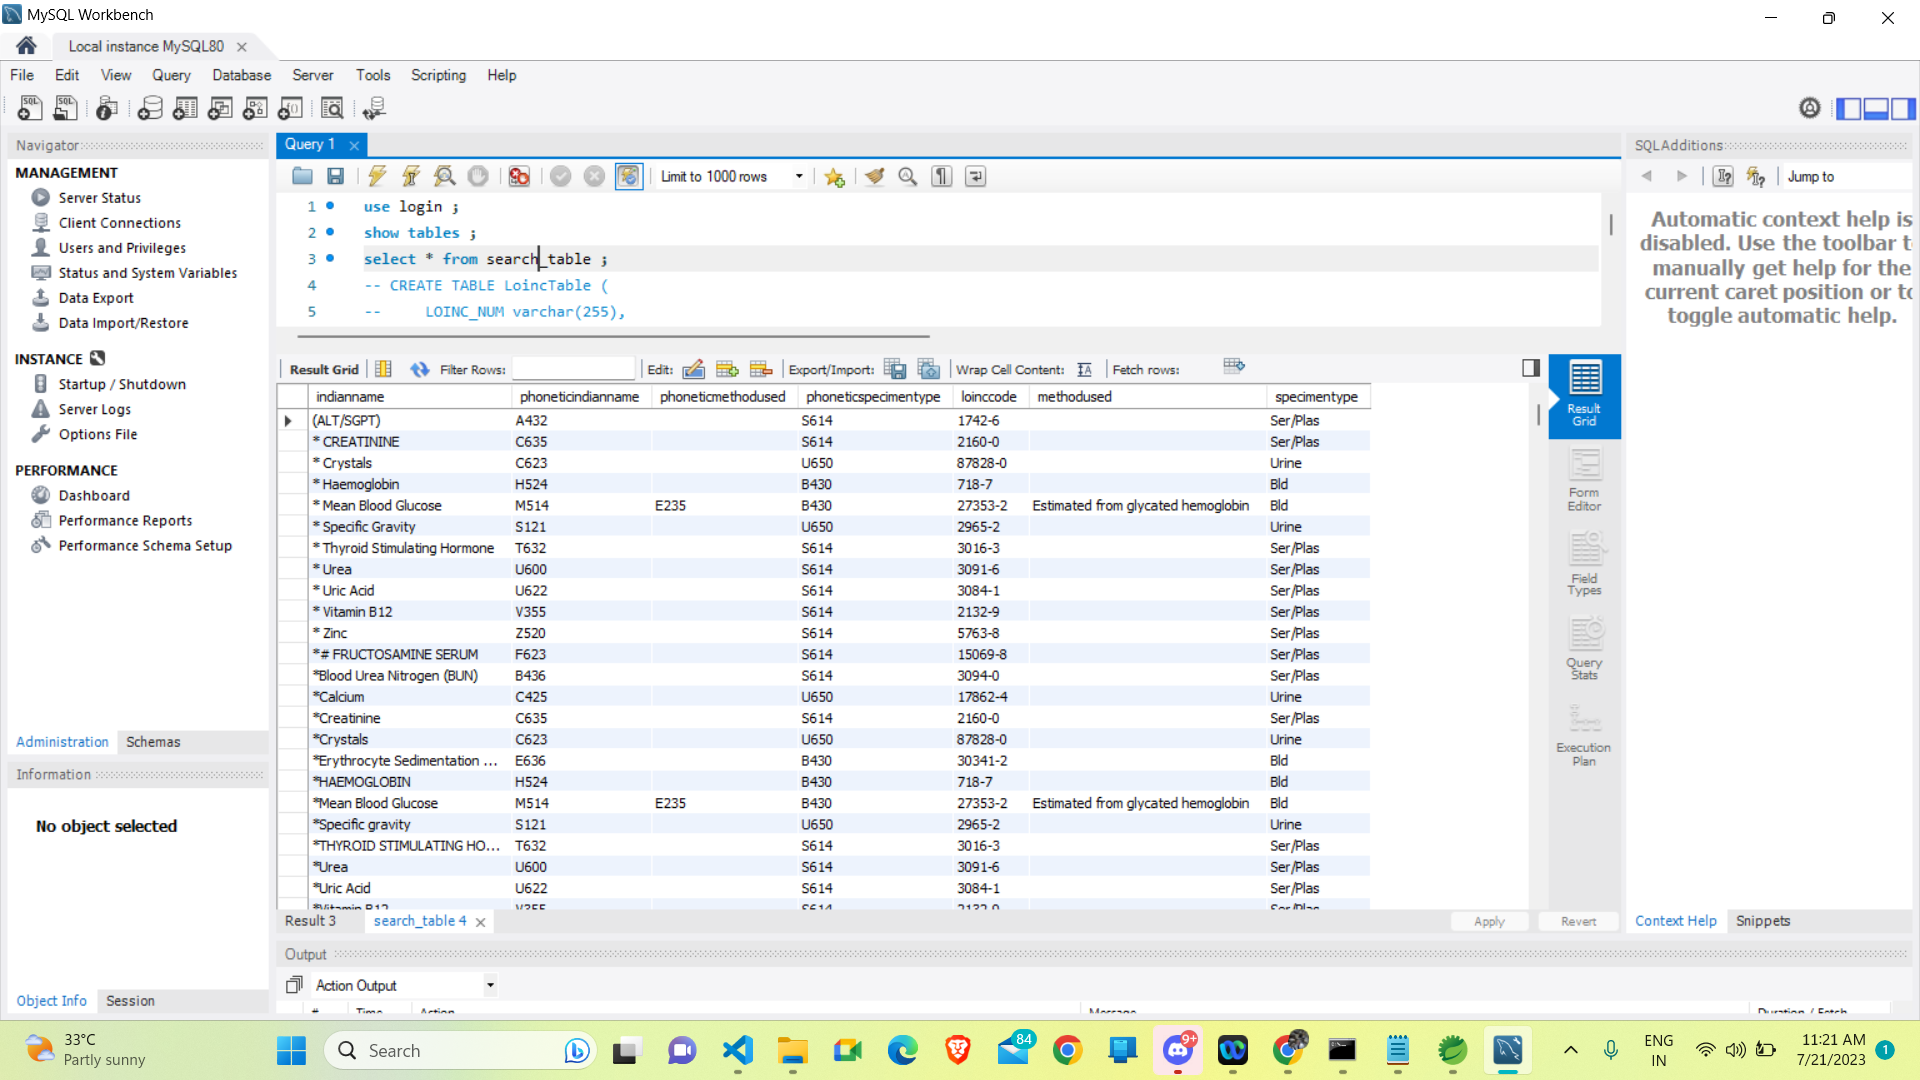 MySQL Workbench
Local instance MySQL80
File Edit View Query Database Server Tools Scripting Help
Navigator
MANAGEMENT
Server Status
Client Connections
Users and Privileges
Status and System Variables
Data Export
Data Import/Restore
INSTANCE
Startup / Shutdown
Server Logs
Options File
PERFORMANCE
Dashboard
Performance Reports
Performance Schema Setup
Administration Schemas
Information
No object selected
Object Info Session
Query 1
Limit to 1000 rows
1 use login ;
2 show tables ;
3 select * from search_table ;
4 -- CREATE TABLE LoincTable (
5 -- LOINC_NUM varchar(255),
Result Grid Filter Rows: Edit: Export/Import: Wrap Cell Content: Fetch rows:
indianname phoneticindianname phoneticmethodused phoneticspecimentype loinccode methodused specimentype
(ALT/SGPT) A432 S614 1742-6 Ser/Plas
* CREATININE C635 S614 2160-0 Ser/Plas
* Crystals C623 U650 87828-0 Urine
* Haemoglobin H524 B430 718-7 Bld
* Mean Blood Glucose M514 E235 B430 27353-2 Estimated from glycated hemoglobin Bld
* Specific Gravity S121 U650 2965-2 Urine
* Thyroid Stimulating Hormone T632 S614 3016-3 Ser/Plas
* Urea U600 S614 3091-6 Ser/Plas
* Uric Acid U622 S614 3084-1 Ser/Plas
* Vitamin B12 V355 S614 2132-9 Ser/Plas
* Zinc Z520 S614 5763-8 Ser/Plas
*# FRUCTOSAMINE SERUM F623 S614 15069-8 Ser/Plas
*Blood Urea Nitrogen (BUN) B436 S614 3094-0 Ser/Plas
*Calcium C425 U650 17862-4 Urine
*Creatinine C635 S614 2160-0 Ser/Plas
*Crystals C623 U650 87828-0 Urine
*Erythrocyte Sedimentation ... E636 B430 30341-2 Bld
*HAEMOGLOBIN H524 B430 718-7 Bld
*Mean Blood Glucose M514 E235 B430 27353-2 Estimated from glycated hemoglobin Bld
*Specific gravity S121 U650 2965-2 Urine
*THYROID STIMULATING HO... T632 S614 3016-3 Ser/Plas
*Urea U600 S614 3091-6 Ser/Plas
*Uric Acid U622 S614 3084-1 Ser/Plas
*Vitamin B12 V355 S614 2132-9 Ser/Plas
Result 3 search_table 4 Apply Revert
Result Grid
Form Editor
Field Types
Query Stats
Execution Plan
Output
Action Output
# Time Action Message Duration / Fetch
SQLAdditions
Jump to
Automatic context help is
disabled. Use the toolbar t
manually get help for the
current caret position or to
toggle automatic help.
Context Help Snippets
33°C
Partly sunny
Search
84
9+
ENG
IN
11:21 AM
7/21/2023
1